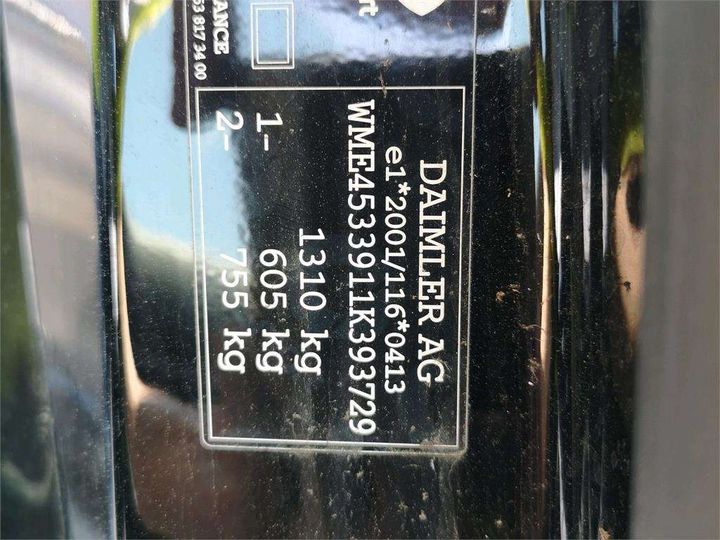 DAIMLER AG
e1*2001/116*0413
WME4533911K393729
1310 kg
1- 605 kg
2- 755 kg